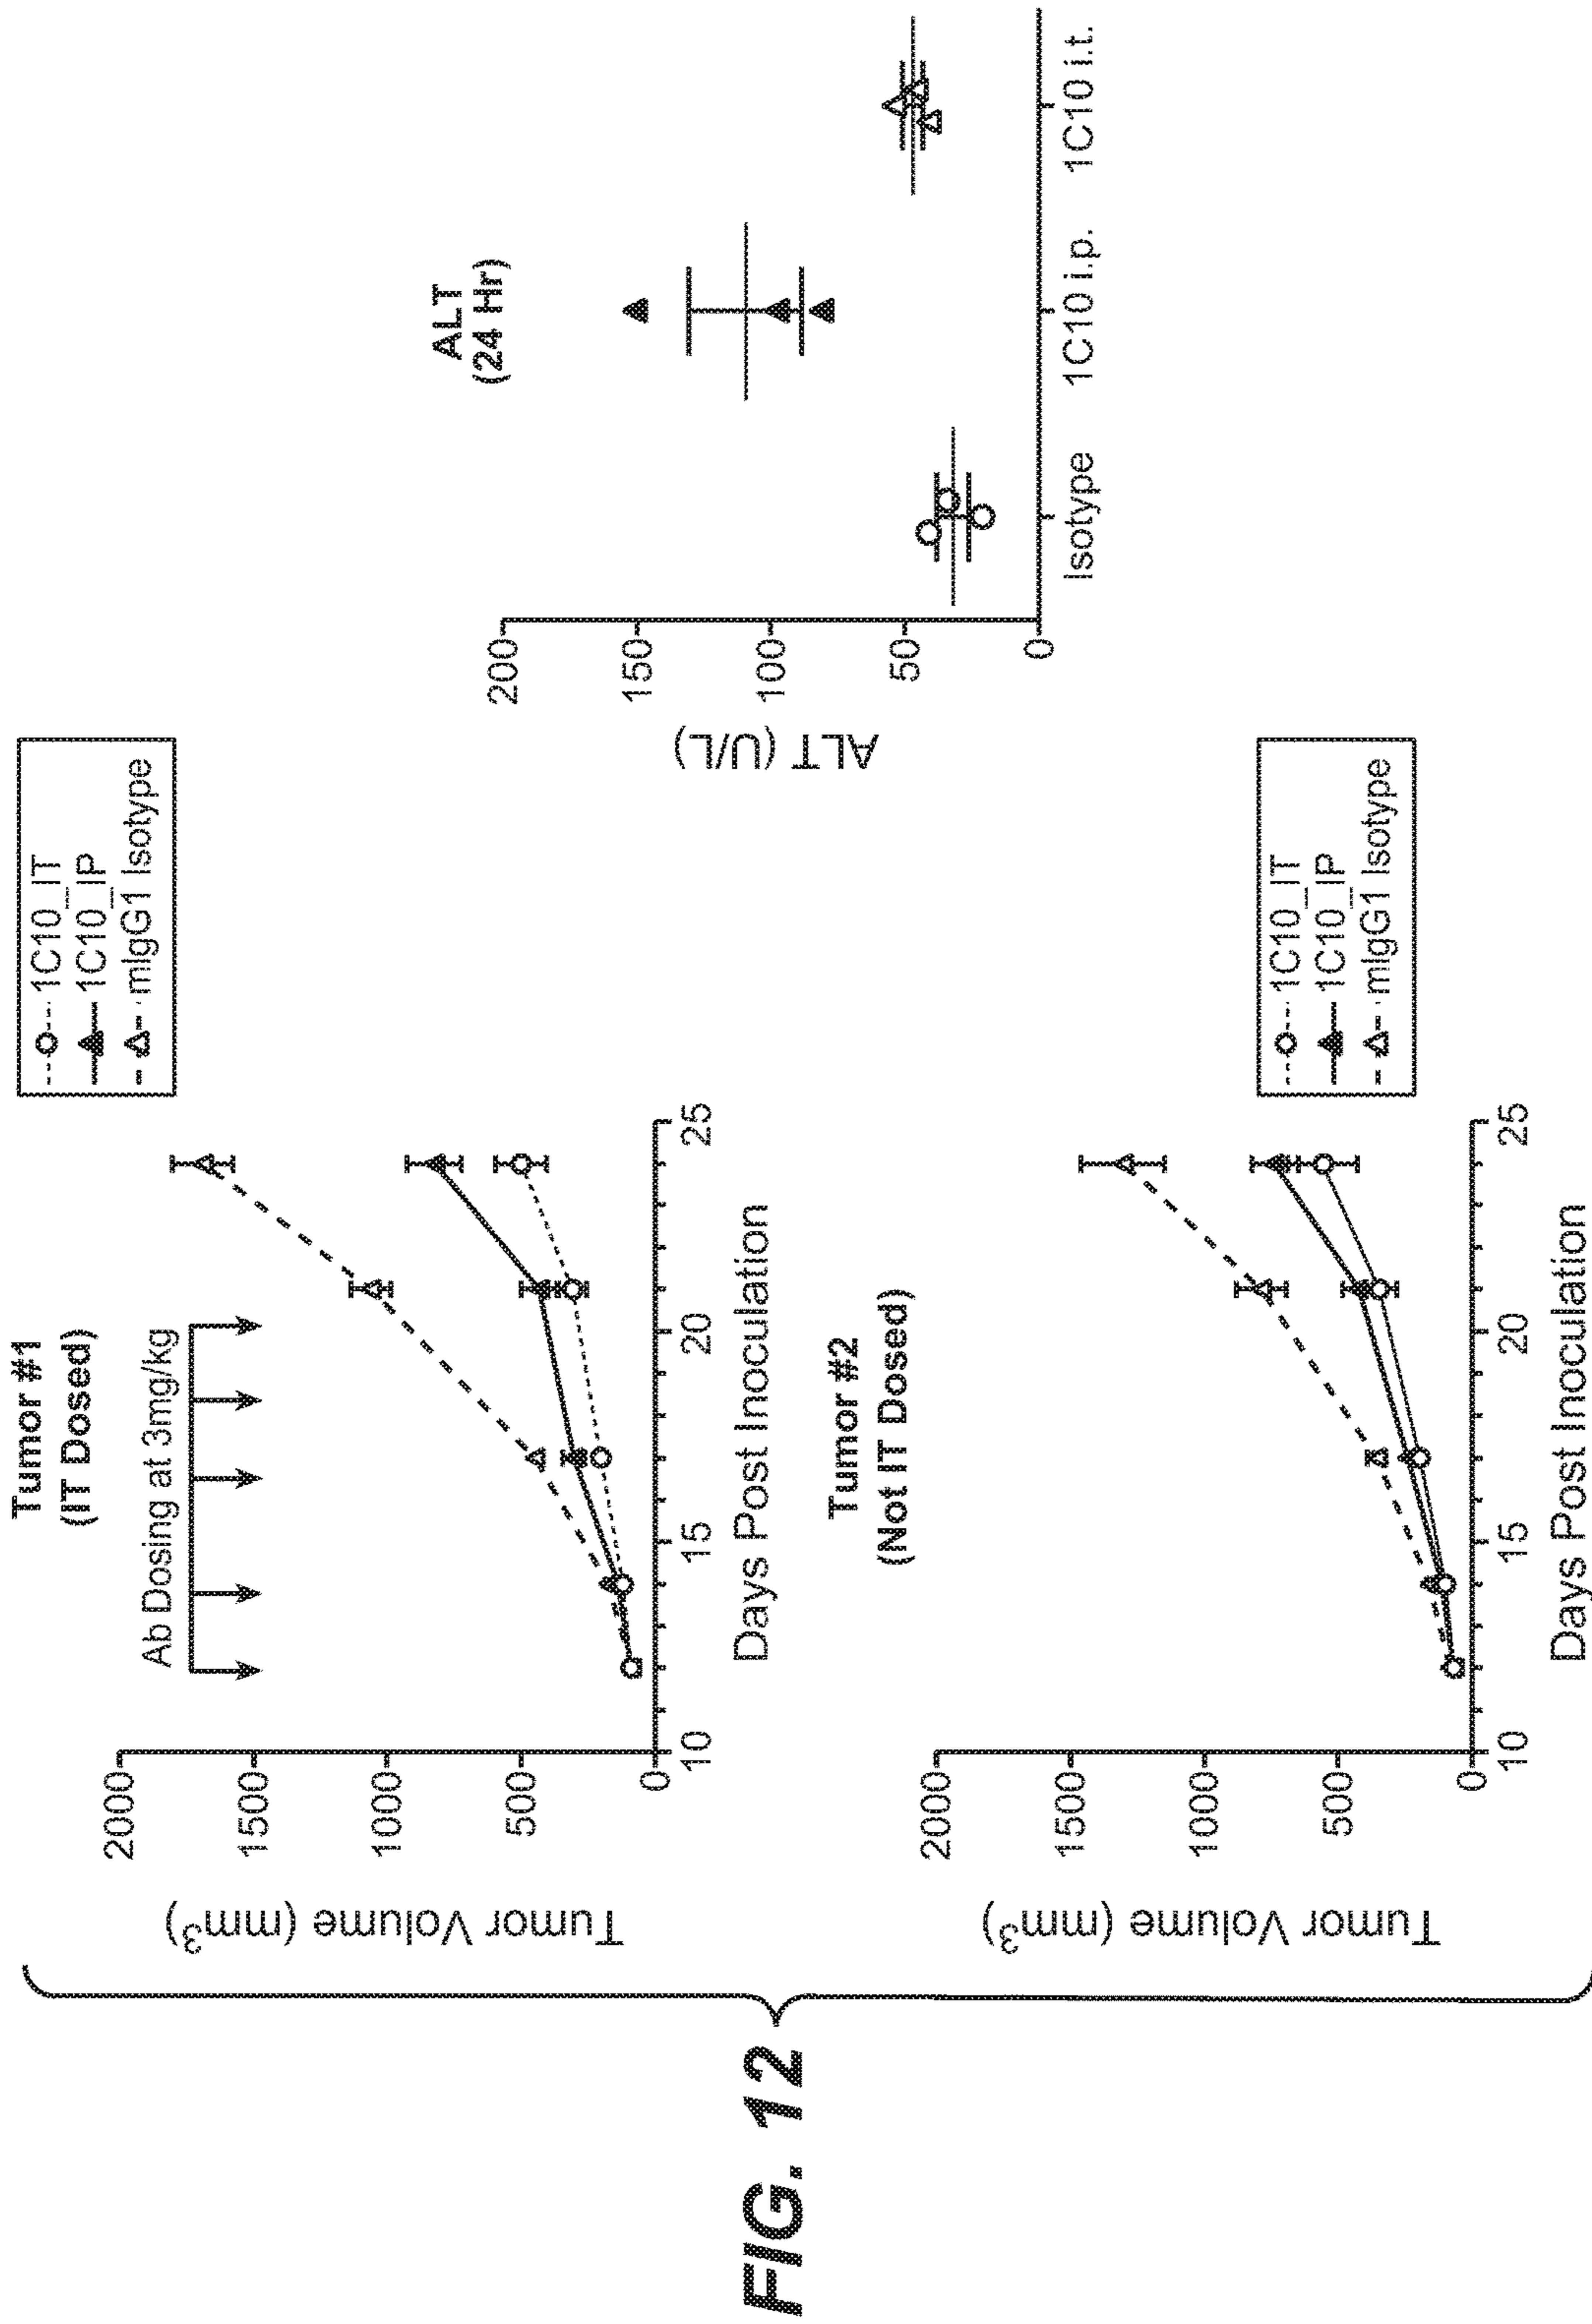 FIG. 12
Tumor #1
(IT Dosed)
Ab Dosing at 3mg/kg
Tumor Volume (mm³)
2000
1500
1000
500
0
10
15
20
25
Days Post Inoculation
1C10_IT
1C10_IP
mIgG1 Isotype
Tumor #2
(Not IT Dosed)
Tumor Volume (mm³)
2000
1500
1000
500
0
10
15
20
25
Days Post Inoculation
1C10_IT
1C10_IP
mIgG1 Isotype
ALT
(24 Hr)
ALT (U/L)
200
150
100
50
0
Isotype
1C10 i.p.
1C10 i.t.